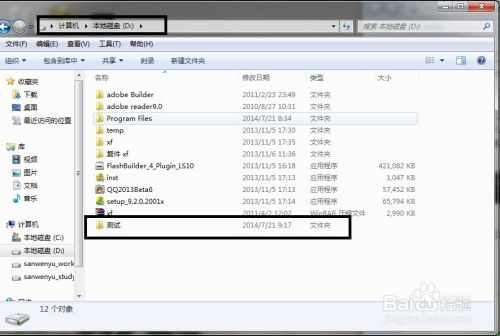 计算机 ▸ 本地磁盘 (D:) ▸
搜索 本地磁盘 (D:)
文件(F) 编辑(E) 查看(V) 工具(T) 帮助(H)
组织 包含到库中 共享 刻录 新建文件夹
名称 修改日期 类型 大小
收藏夹
下载
桌面
最近访问的位置
库
视频
图片
文档
音乐
计算机
本地磁盘 (C:)
本地磁盘 (D:)
sanwenyu_work
sanwenyu_study
adobe Builder 2011/2/23 23:49 文件夹
adobe reader9.0 2010/8/27 10:31 文件夹
Program Files 2014/7/21 8:34 文件夹
temp 2013/11/5 17:30 文件夹
xf 2013/11/5 17:35 文件夹
复件 xf 2013/11/6 11:36 文件夹
FlashBuilder_4_Plugin_LS10 2013/11/5 16:18 应用程序 421,082 KB
inst 2013/11/5 17:17 应用程序 1,047 KB
QQ2013Beta6 2013/11/5 17:14 应用程序 57,452 KB
setup_9.2.0.2001x 2013/11/5 17:14 应用程序 65,794 KB
xf 2011/4/2 12:02 WinRAR 压缩文件 2,990 KB
测试 2014/7/21 9:17 文件夹
12 个对象
Baidu 经验